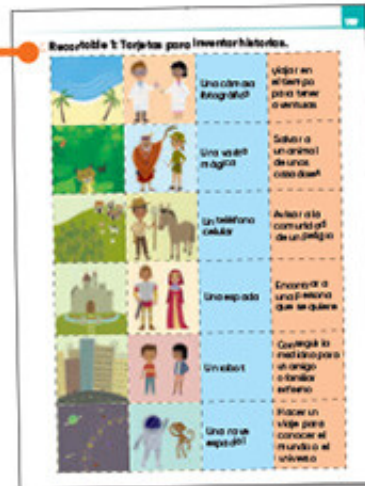 Recortable 1: Tarjetas para inventar historias.
Una cámara
fotográfica
Viajar en
el tiempo
para tener
aventuras
Una varita
mágica
Salvar a
un animal
de unos
cazadores
Un teléfono
celular
Avisar a la
comunidad
de un peligro
Una espada
Encontrar a
una persona
que se quiere
Un robot
Conseguir la
medicina para
un amigo
o familiar
enfermo
Una nave
espacial
Hacer un
viaje para
conocer el
mundo o el
universo